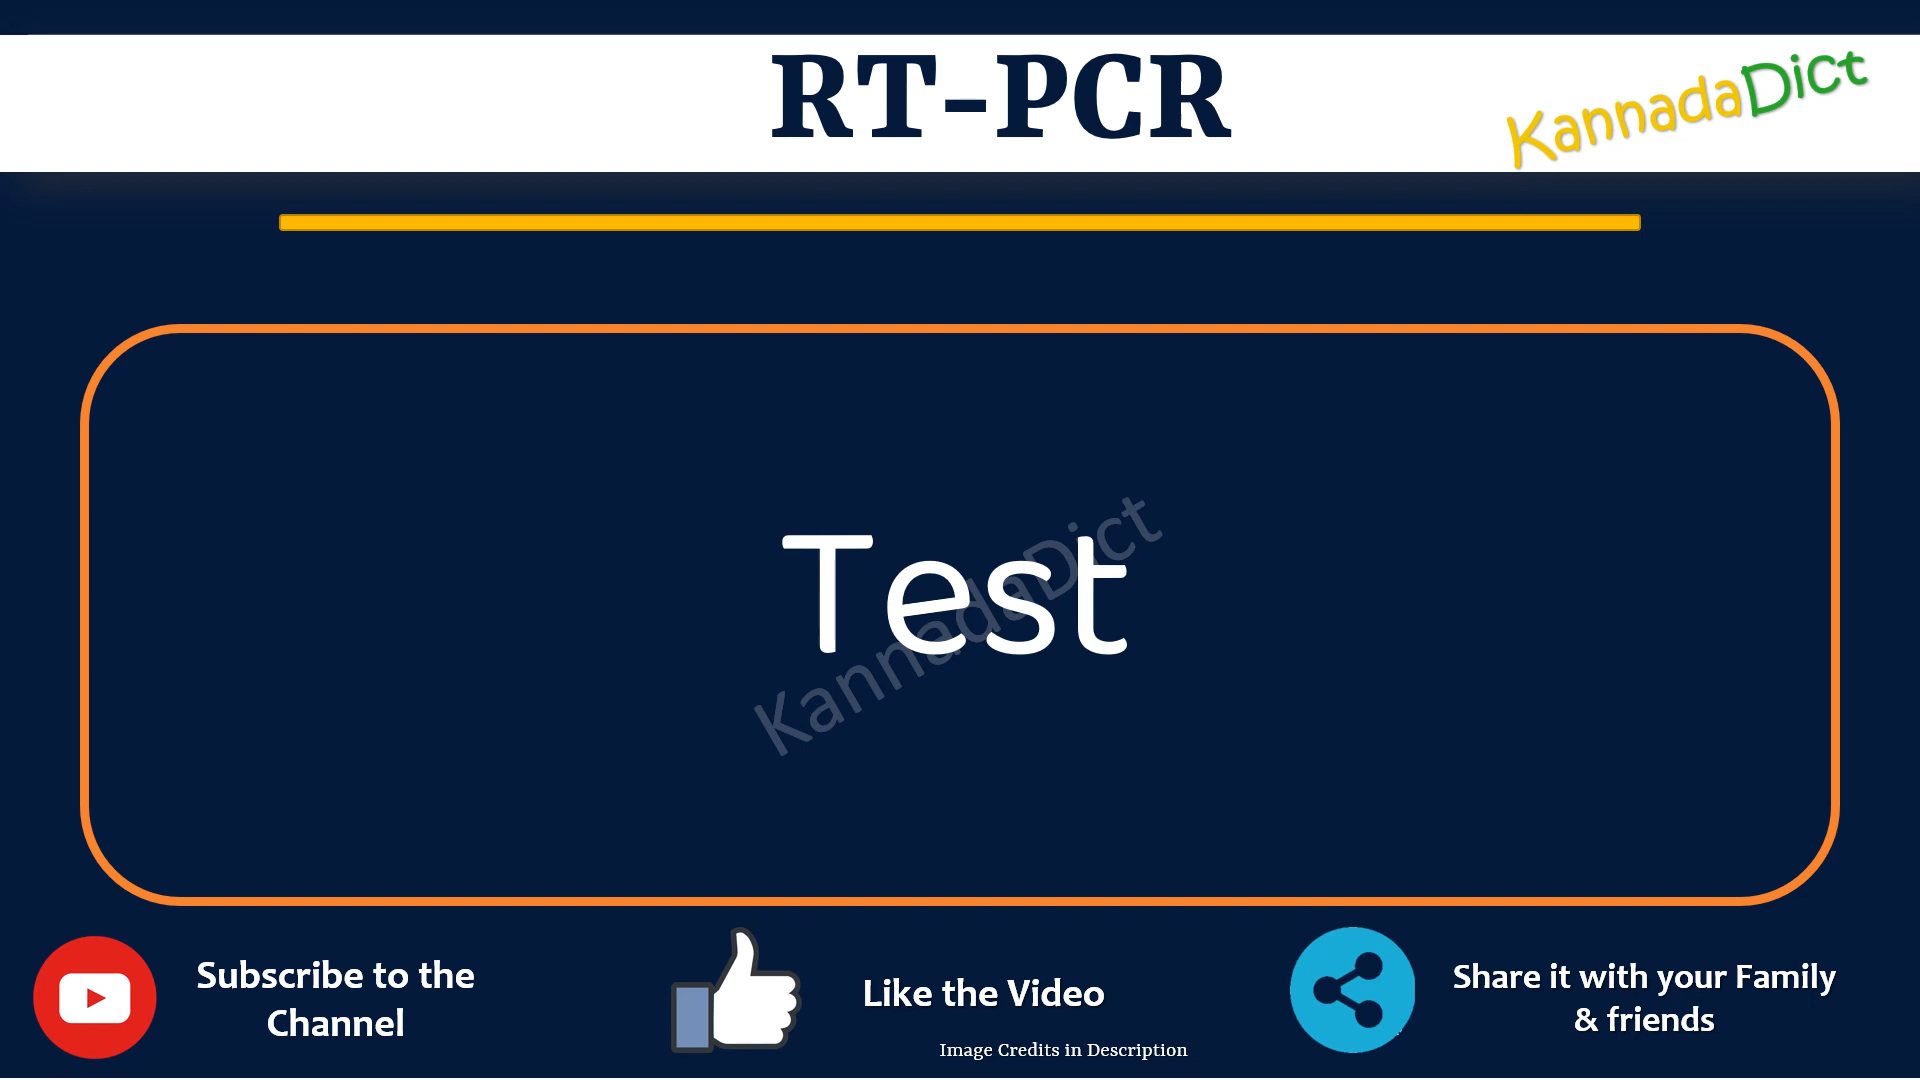 RT-PCR
KannadaDict
Test
KannadaDict
Subscribe to the
Channel
Like the Video
Share it with your Family
& friends
Image Credits in Description